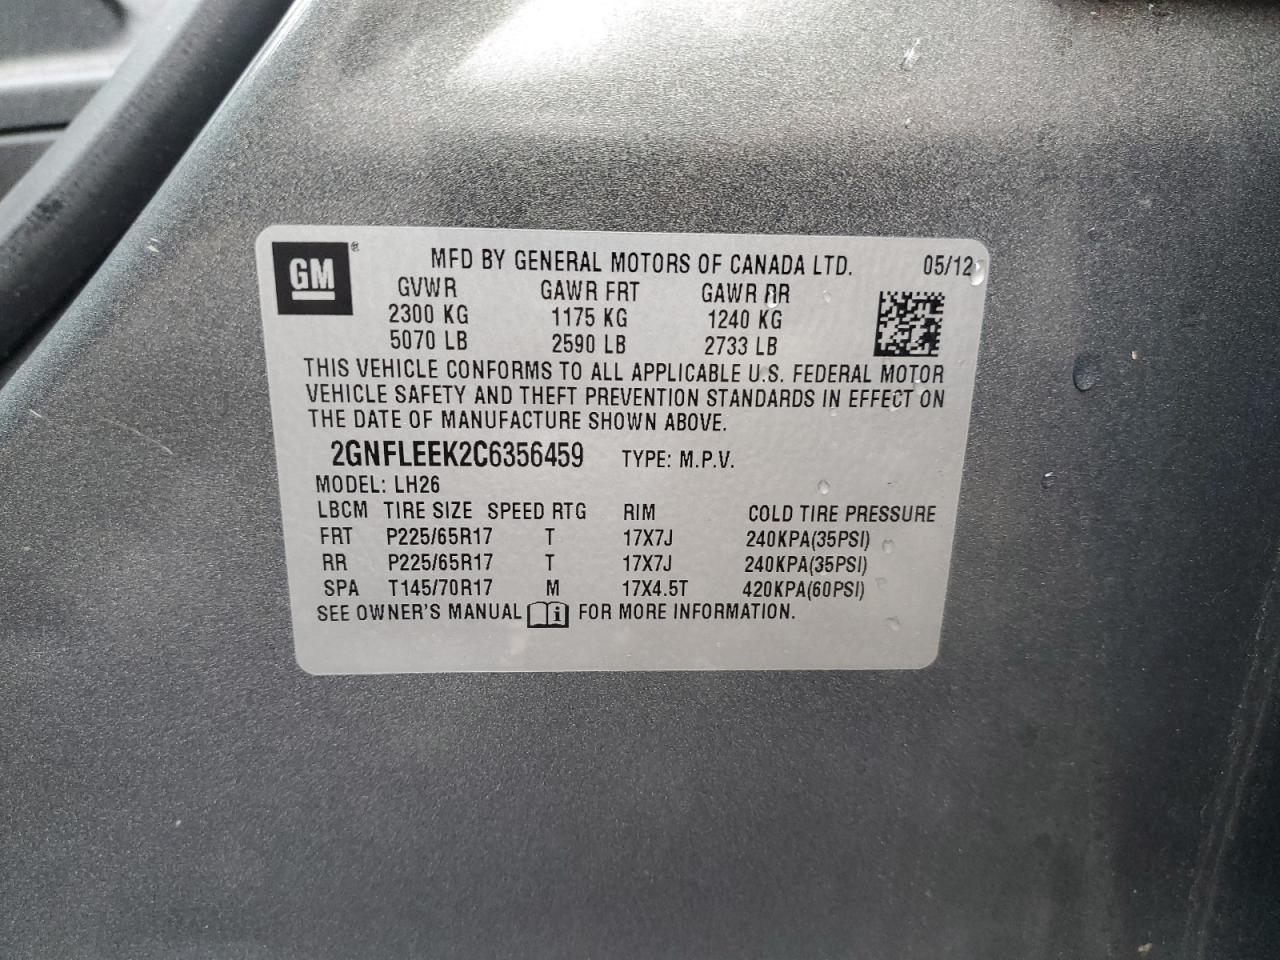 GM ®
MFD BY GENERAL MOTORS OF CANADA LTD. 05/12
GVWR GAWR FRT GAWR RR
2300 KG 1175 KG 1240 KG
5070 LB 2590 LB 2733 LB
THIS VEHICLE CONFORMS TO ALL APPLICABLE U.S. FEDERAL MOTOR
VEHICLE SAFETY AND THEFT PREVENTION STANDARDS IN EFFECT ON
THE DATE OF MANUFACTURE SHOWN ABOVE.
2GNFLEEK2C6356459 TYPE: M.P.V.
MODEL: LH26
LBCM TIRE SIZE SPEED RTG RIM COLD TIRE PRESSURE
FRT P225/65R17 T 17X7J 240KPA(35PSI)
RR P225/65R17 T 17X7J 240KPA(35PSI)
SPA T145/70R17 M 17X4.5T 420KPA(60PSI)
SEE OWNER'S MANUAL i FOR MORE INFORMATION.